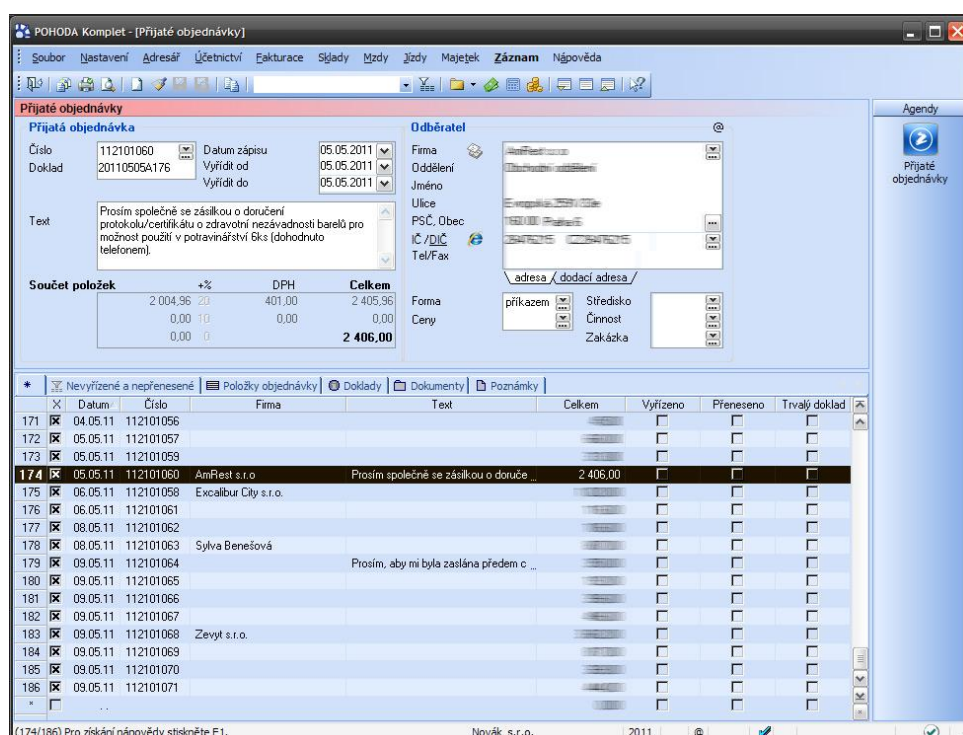 POHODA Komplet - [Přijaté objednávky]
Soubor Nastavení Adresář Účetnictví Fakturace Sklady Mzdy Jízdy Majetek Záznam Nápověda
Přijaté objednávky
Agendy
Přijaté
objednávky
Přijatá objednávka
Číslo 112101060 Datum zápisu 05.05.2011
Doklad 20110505A176 Vyřídit od 05.05.2011
Vyřídit do 05.05.2011
Text
Prosím společně se zásilkou o doručení
protokolu/certifikátu o zdravotní nezávadnosti barelů pro
možnost použití v potravinářství 6ks (dohodnuto
telefonem).
Součet položek +% DPH Celkem
2 004,96 20 401,00 2 405,96
0,00 10 0,00 0,00
0,00 0 2 406,00
Odběratel @
Firma AmRest s.r.o.
Oddělení
Jméno
Ulice
PSČ, Obec
IČ /DIČ
Tel/Fax
adresa dodací adresa
Forma příkazem Středisko
Ceny Činnost
Zakázka
* Nevyřízené a nepřenesené Položky objednávky Doklady Dokumenty Poznámky
X Datum Číslo Firma Text Celkem Vyřízeno Přeneseno Trvalý doklad
171 04.05.11 112101056
172 05.05.11 112101057
173 05.05.11 112101059
174 05.05.11 112101060 AmRest s.r.o Prosím společně se zásilkou o doruče ... 2 406,00
175 06.05.11 112101058 Excalibur City s.r.o.
176 06.05.11 112101061
177 08.05.11 112101062
178 08.05.11 112101063 Sylva Benešová
179 09.05.11 112101064 Prosím, aby mi byla zaslána předem c ...
180 09.05.11 112101065
181 09.05.11 112101066
182 09.05.11 112101067
183 09.05.11 112101068 Zevyt s.r.o.
184 09.05.11 112101069
185 09.05.11 112101070
186 09.05.11 112101071
* . .
(174/186) Pro získání nápovědy stiskněte F1. Novák s.r.o. 2011 @